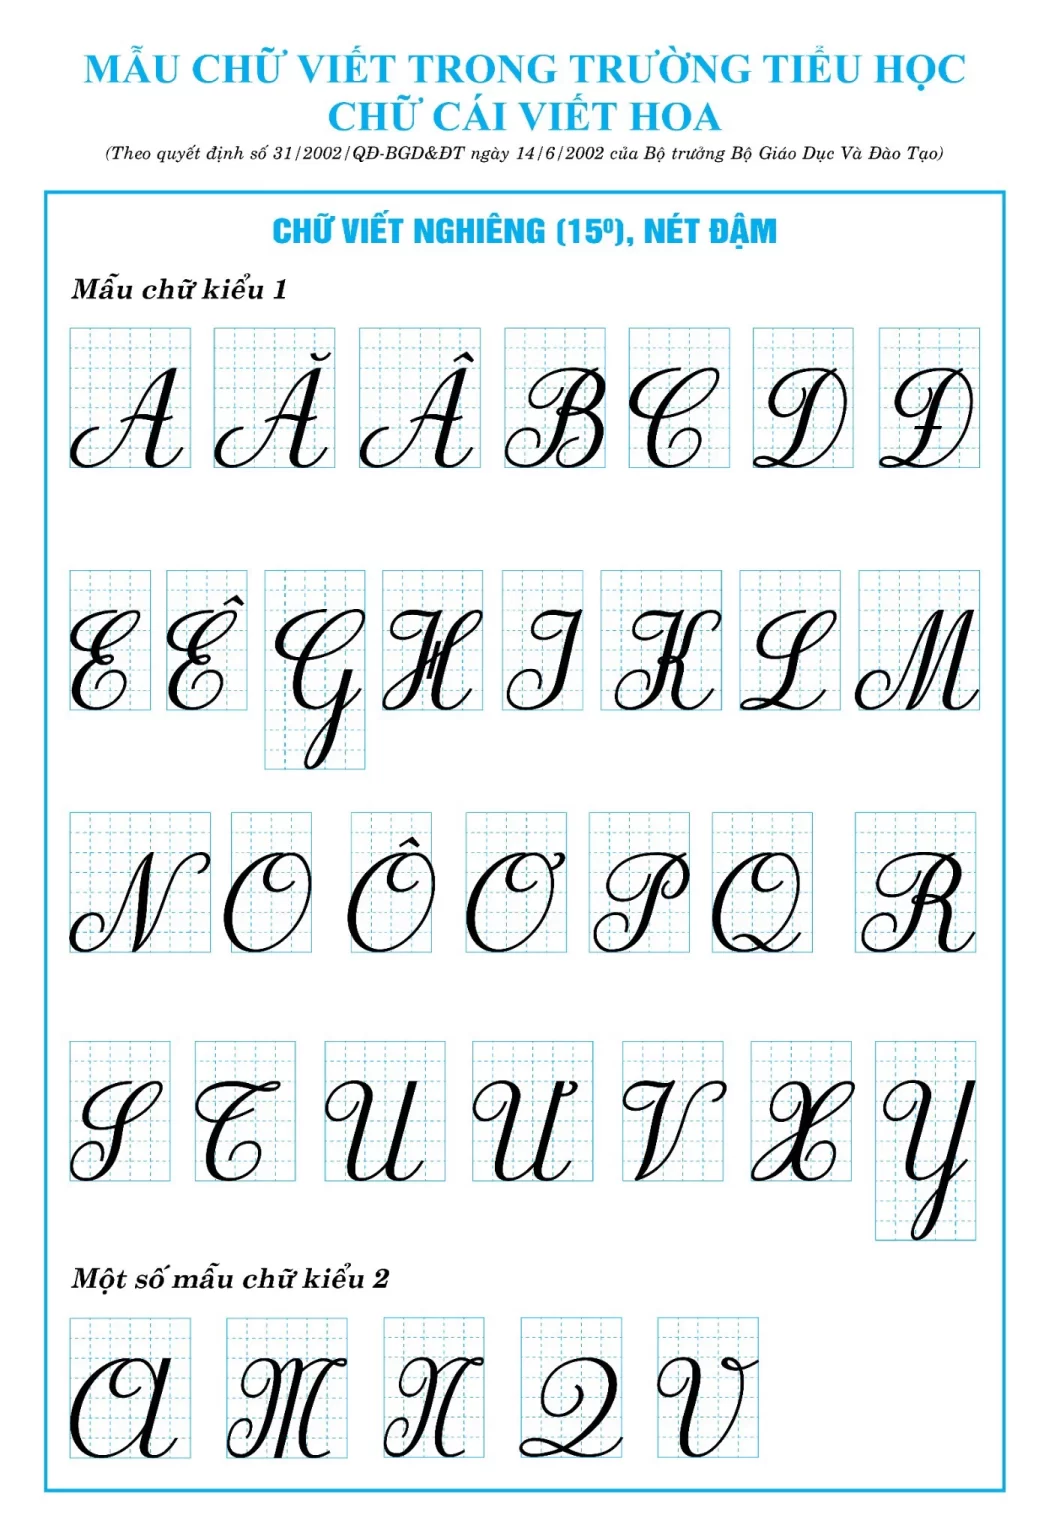 MẪU CHỮ VIẾT TRONG TRƯỜNG TIỂU HỌC
CHỮ CÁI VIẾT HOA
(Theo quyết định số 31/2002/QĐ-BGD&ĐT ngày 14/6/2002 của Bộ trưởng Bộ Giáo Dục Và Đào Tạo)
CHỮ VIẾT NGHIÊNG (15⁰), NÉT ĐẬM
Mẫu chữ kiểu 1
A Ă Â B C D Đ
E Ê G H I K L M
N O Ô Ơ P Q R
S T U Ư V X Y
Một số mẫu chữ kiểu 2
A M N Q V